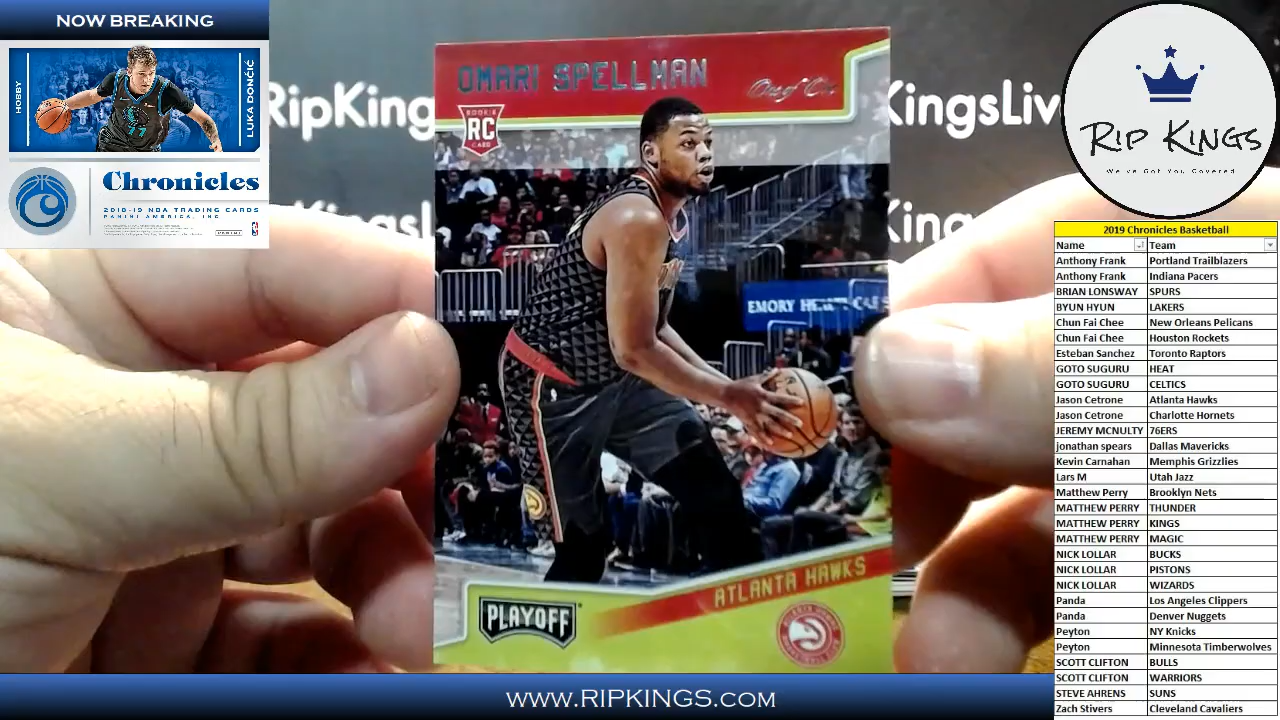 NOW BREAKING
HOBBY
LUKA DONČIĆ
77
Chronicles
2018-19 NBA TRADING CARDS
PANINI AMERICA, INC.
PANINI
RipKing
KingsLiv
KingsL
Kings
OMARI SPELLMAN
ROOKIE
RC
CARD
EMORY HEALTHCARE
ATLANTA HAWKS
PLAYOFF
RIP KINGS
We've Got You Covered
2019 Chronicles Basketball
Name Team
Anthony Frank Portland Trailblazers
Anthony Frank Indiana Pacers
BRIAN LONSWAY SPURS
BYUN HYUN LAKERS
Chun Fai Chee New Orleans Pelicans
Chun Fai Chee Houston Rockets
Esteban Sanchez Toronto Raptors
GOTO SUGURU HEAT
GOTO SUGURU CELTICS
Jason Cetrone Atlanta Hawks
Jason Cetrone Charlotte Hornets
JEREMY MCNULTY 76ERS
jonathan spears Dallas Mavericks
Kevin Carnahan Memphis Grizzlies
Lars M Utah Jazz
Matthew Perry Brooklyn Nets
MATTHEW PERRY THUNDER
MATTHEW PERRY KINGS
MATTHEW PERRY MAGIC
NICK LOLLAR BUCKS
NICK LOLLAR PISTONS
NICK LOLLAR WIZARDS
Panda Los Angeles Clippers
Panda Denver Nuggets
Peyton NY Knicks
Peyton Minnesota Timberwolves
SCOTT CLIFTON BULLS
SCOTT CLIFTON WARRIORS
STEVE AHRENS SUNS
Zach Stivers Cleveland Cavaliers
WWW.RIPKINGS.COM